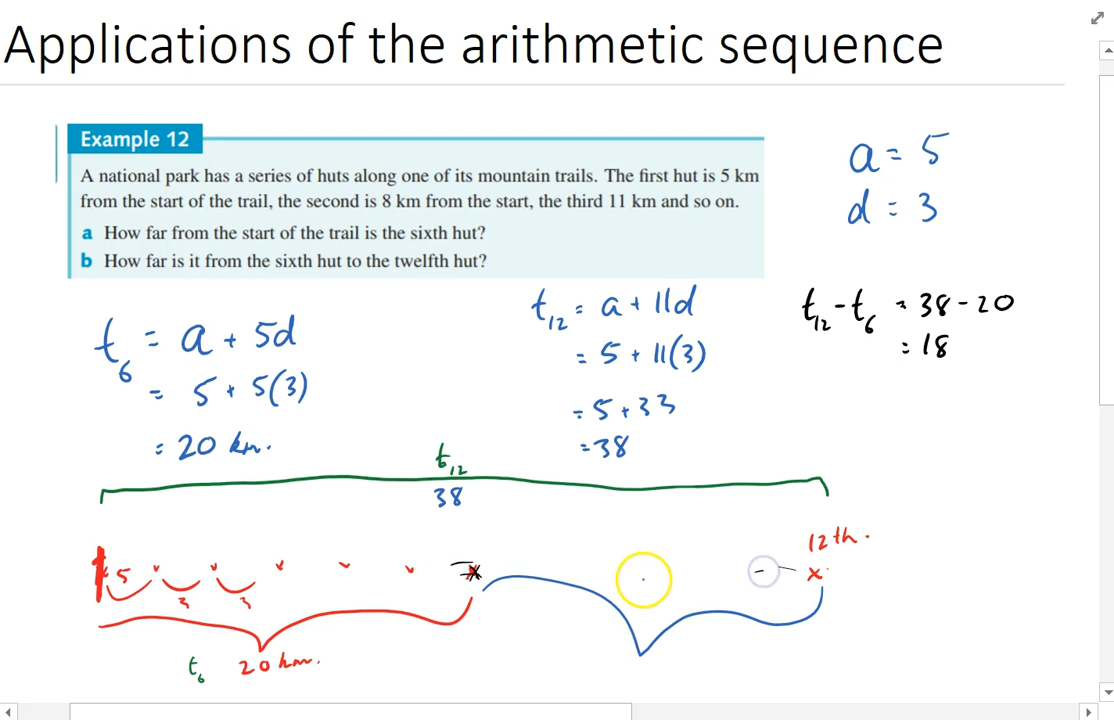 Applications of the arithmetic sequence
Example 12
A national park has a series of huts along one of its mountain trails. The first hut is 5 km
from the start of the trail, the second is 8 km from the start, the third 11 km and so on.
a How far from the start of the trail is the sixth hut?
b How far is it from the sixth hut to the twelfth hut?
a = 5
d = 3
t₆ = a + 5d
= 5 + 5(3)
= 20 km.
t₁₂ = a + 11d
= 5 + 11(3)
= 5 + 33
= 38
t₁₂ - t₆ = 38 - 20
= 18
t₁₂
38
12th.
x
5
3 3
t₆ 20 km.